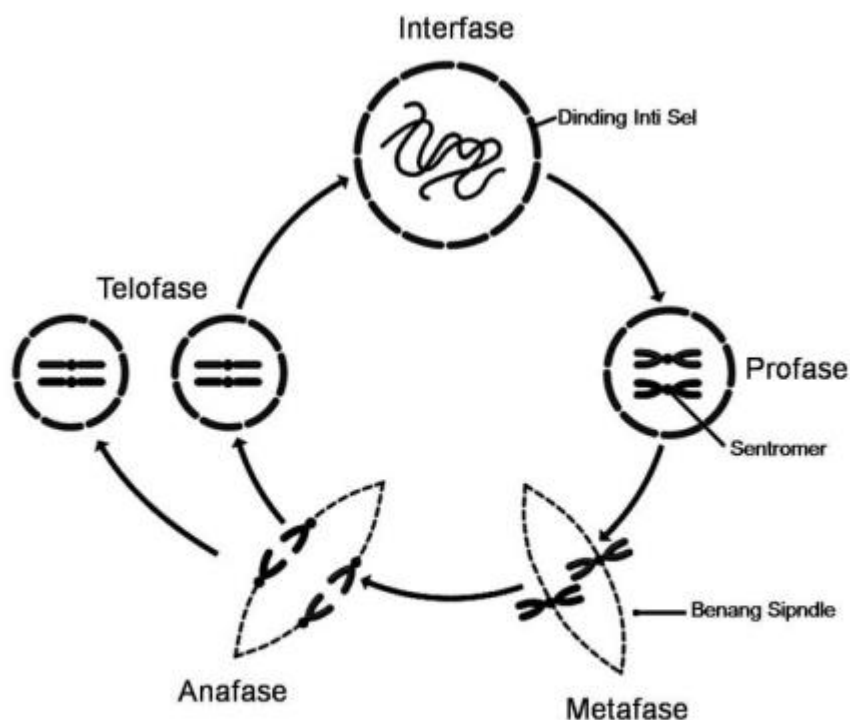 Interfase
Dinding Inti Sel
Telofase
Profase
Sentromer
Benang Sipndle
Anafase
Metafase